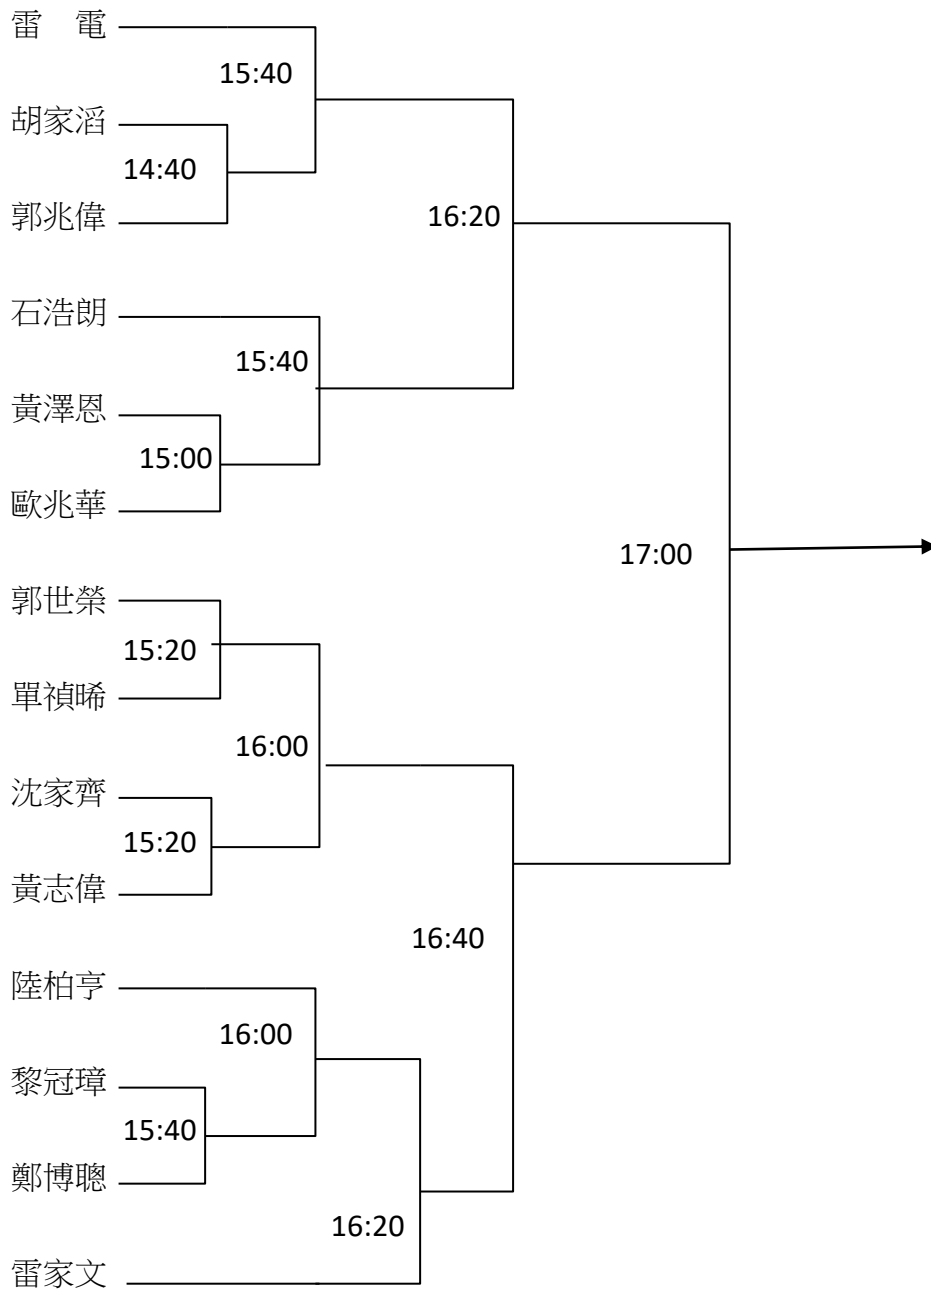 雷　電
15:40
胡家滔
14:40
郭兆偉
16:20
石浩朗
15:40
黃澤恩
15:00
歐兆華
17:00
郭世榮
15:20
單禎晞
16:00
沈家齊
15:20
黃志偉
16:40
陸柏亨
16:00
黎冠璋
15:40
鄭博聰
16:20
雷家文